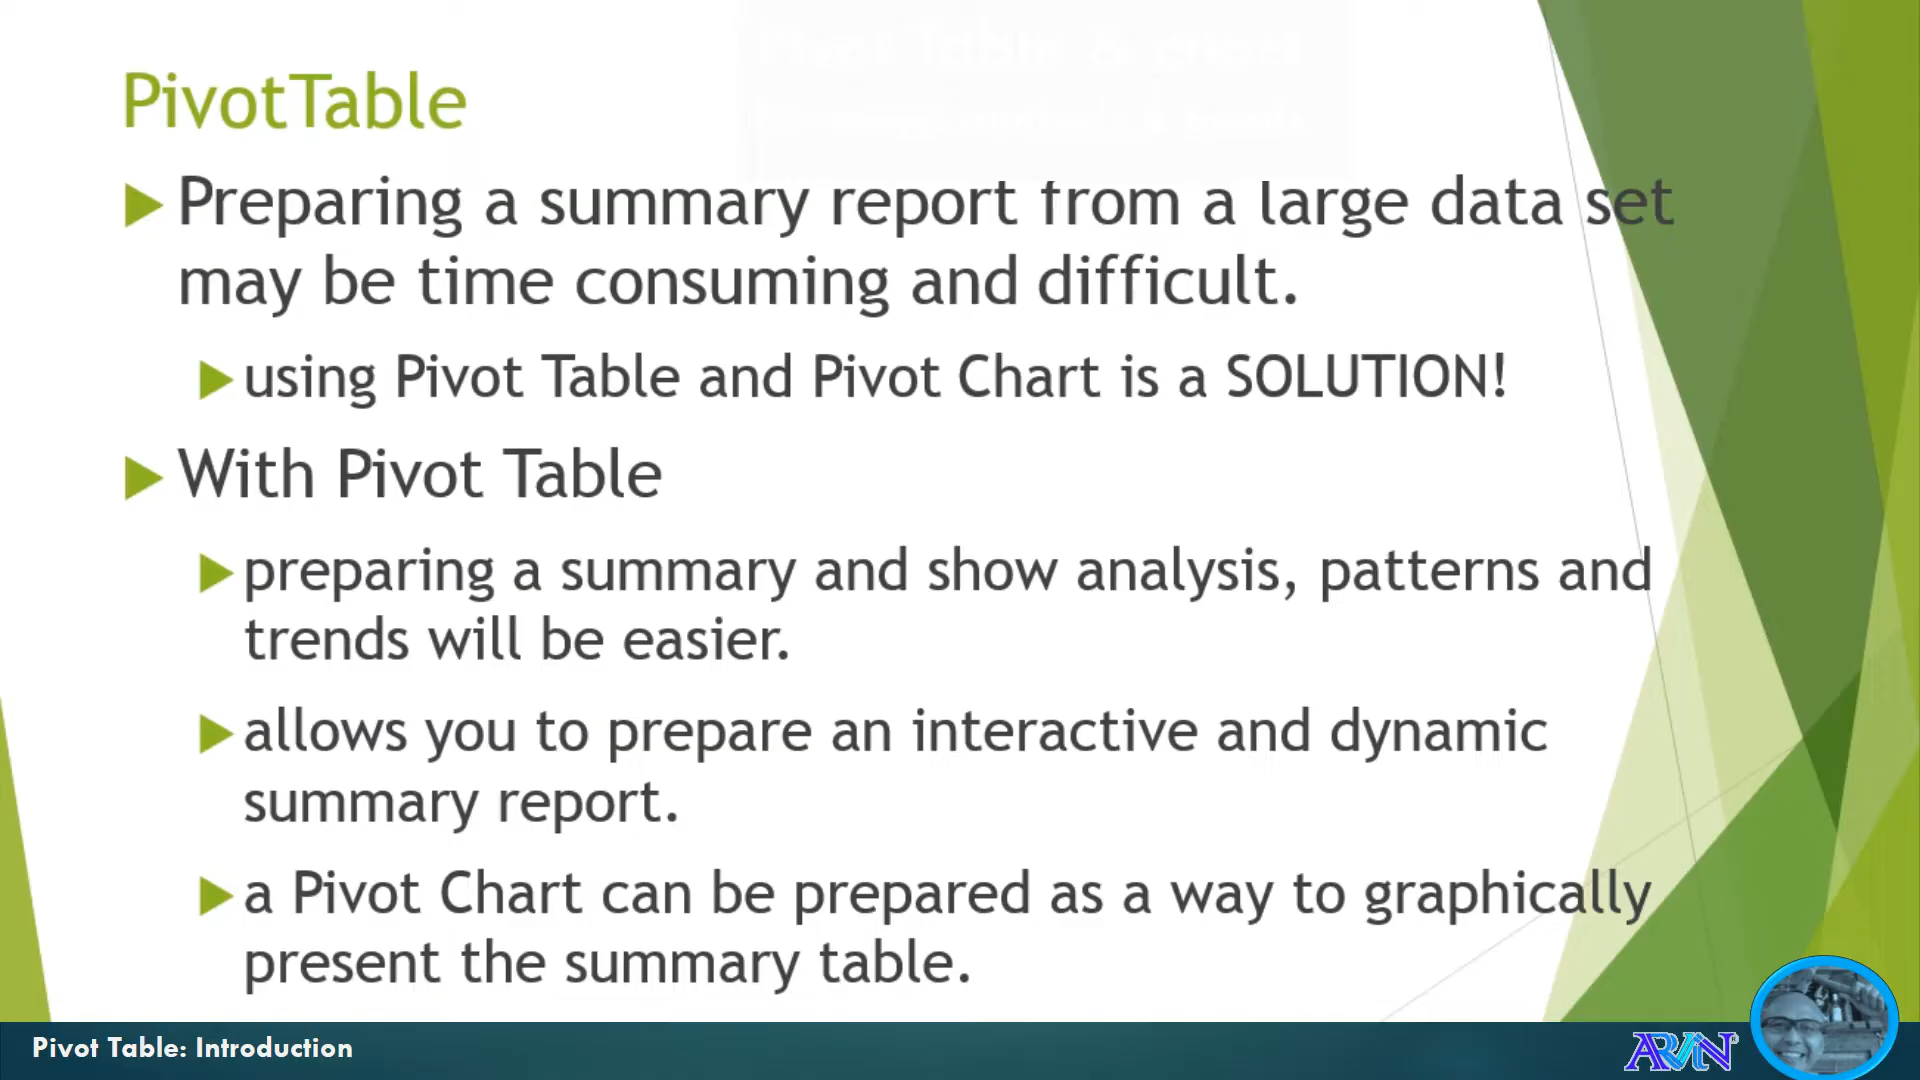 PivotTable
Preparing a summary report from a large data set
may be time consuming and difficult.
using Pivot Table and Pivot Chart is a SOLUTION!
With Pivot Table
preparing a summary and show analysis, patterns and
trends will be easier.
allows you to prepare an interactive and dynamic
summary report.
a Pivot Chart can be prepared as a way to graphically
present the summary table.
Pivot Table: Introduction
ARVIN